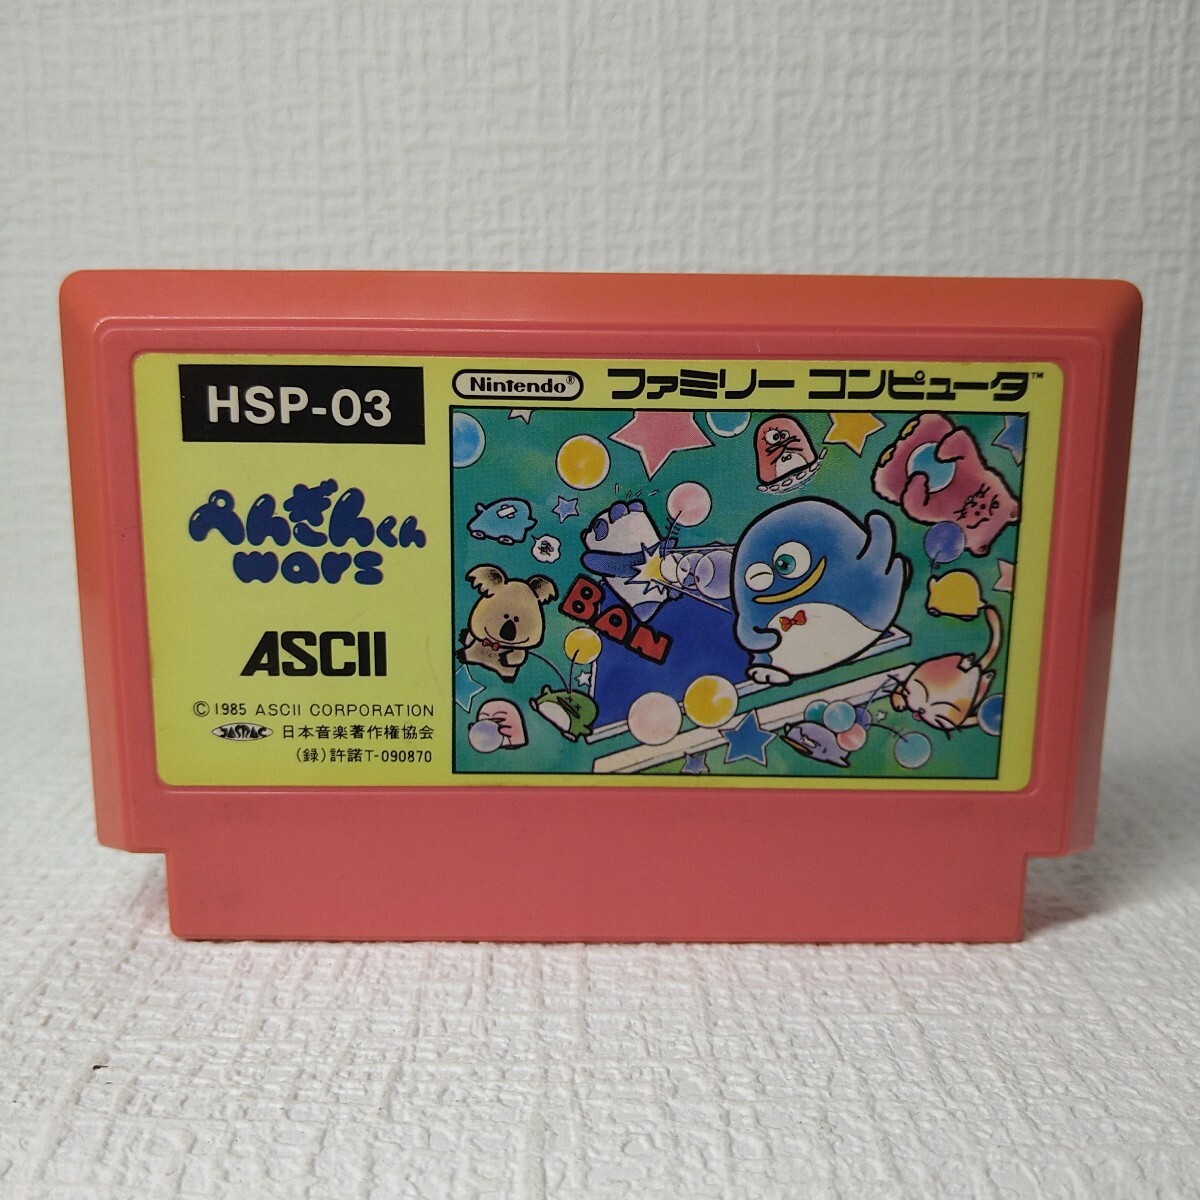 HSP-03
Nintendo® ファミリー コンピュータ™
ぺんぎんくん
wars
BAN
ASCII
© 1985 ASCII CORPORATION
JASRAC 日本音楽著作権協会
(録)許諾T-090870